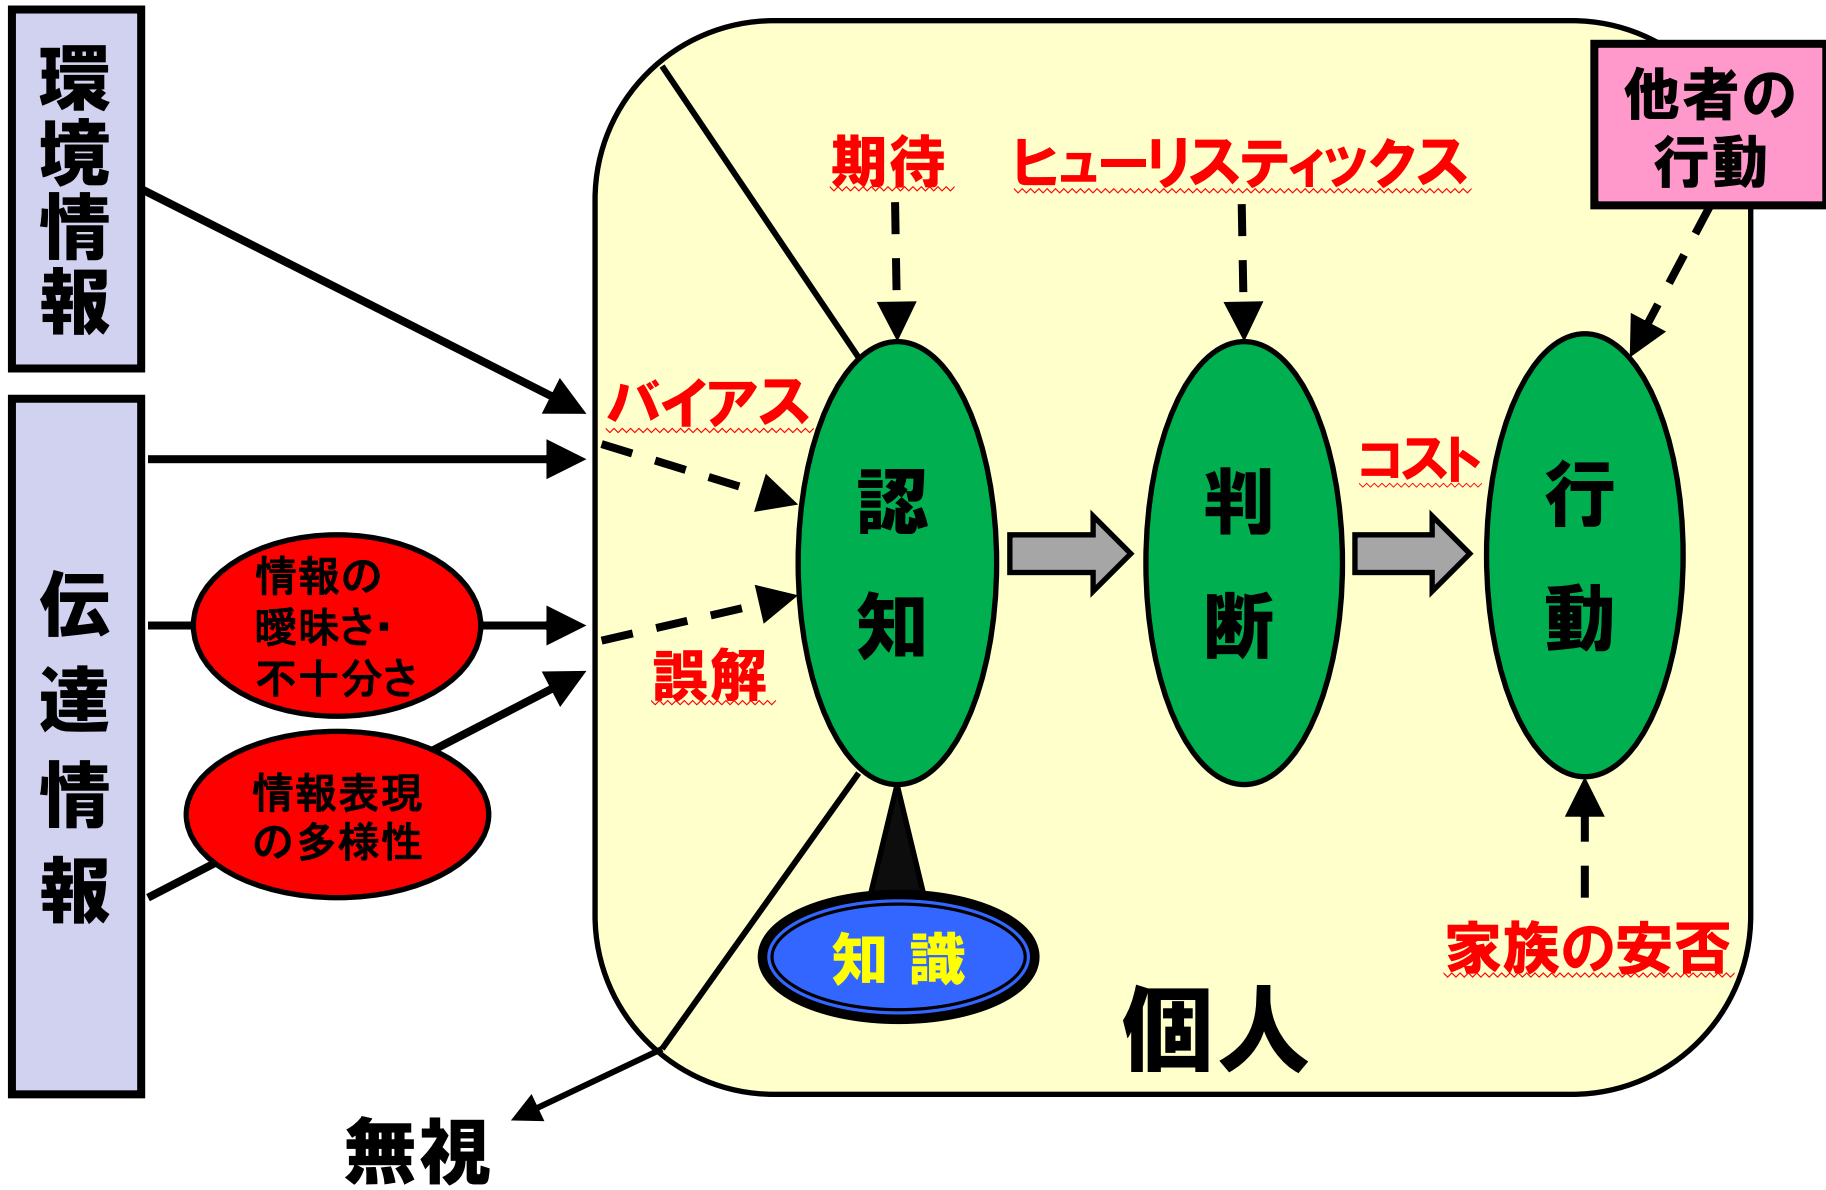 環境情報
伝達情報
情報の
曖昧さ・
不十分さ
情報表現
の多様性
無視
バイアス
誤解
期待
ヒューリスティックス
他者の
行動
認知
判断
コスト
行動
知識
家族の安否
個人